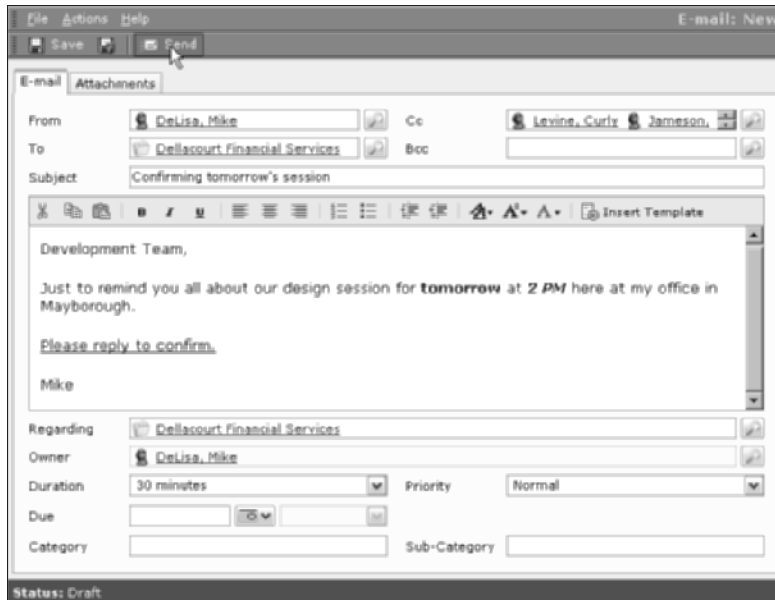 File Actions Help E-mail: New
Save Send
E-mail Attachments
From DeLisa, Mike Cc Levine, Curly Jameson,
To Dellacourt Financial Services Bcc
Subject Confirming tomorrow's session
B I U A A A Insert Template
Development Team,
Just to remind you all about our design session for tomorrow at 2 PM here at my office in
Mayborough.
Please reply to confirm.
Mike
Regarding Dellacourt Financial Services
Owner DeLisa, Mike
Duration 30 minutes Priority Normal
Due
Category Sub-Category
Status: Draft